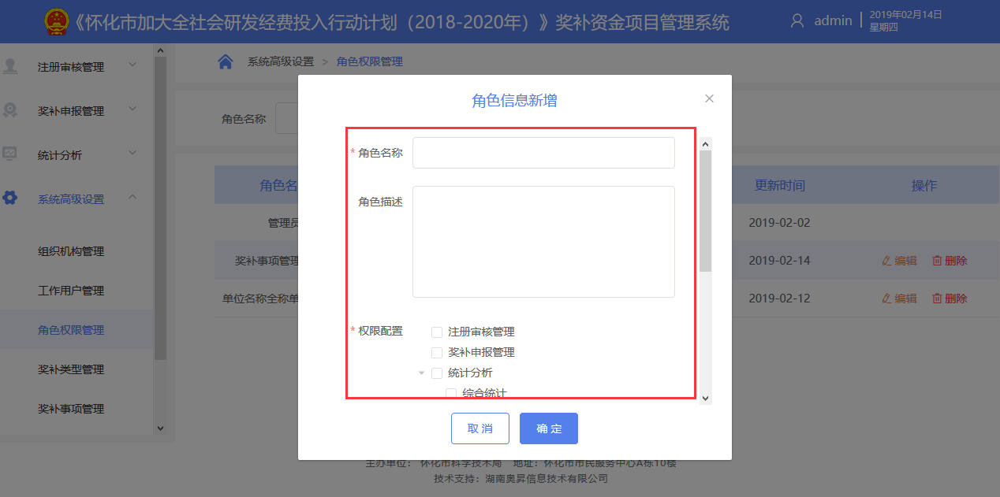 《怀化市加大全社会研发经费投入行动计划（2018-2020年）》奖补资金项目管理系统
admin
2019年02月14日
星期四
注册审核管理
奖补申报管理
统计分析
系统高级设置
组织机构管理
工作用户管理
角色权限管理
奖补类型管理
奖补事项管理
系统高级设置 > 角色权限管理
角色名称
角色名
更新时间
操作
管理员
2019-02-02
奖补事项管理
2019-02-14
编辑
删除
单位名称全称单
2019-02-12
编辑
删除
角色信息新增
* 角色名称
角色描述
* 权限配置
注册审核管理
奖补申报管理
统计分析
综合统计
取 消
确 定
主办单位： 怀化市科学技术局 地址：怀化市市民服务中心A栋10楼
技术支持：湖南奥昇信息技术有限公司